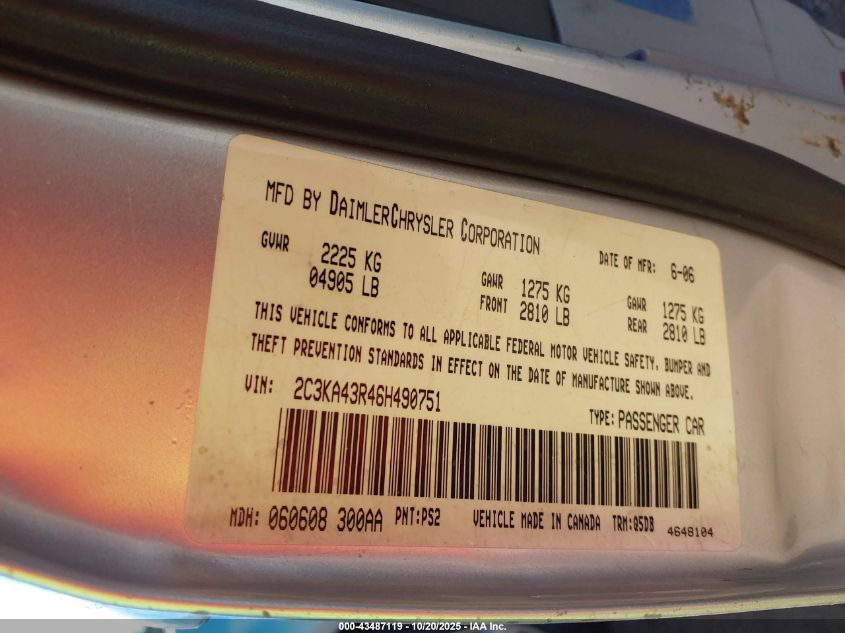 MFD BY DAIMLERCHRYSLER CORPORATION
DATE OF MFR: 6-06
GVWR 2225 KG
04905 LB
GAWR FRONT 1275 KG
2810 LB
GAWR REAR 1275 KG
2810 LB
THIS VEHICLE CONFORMS TO ALL APPLICABLE FEDERAL MOTOR VEHICLE SAFETY, BUMPER AND
THEFT PREVENTION STANDARDS IN EFFECT ON THE DATE OF MANUFACTURE SHOWN ABOVE.
VIN: 2C3KA43R46H490751
TYPE: PASSENGER CAR
MDH: 060608 300AA PNT:PS2 VEHICLE MADE IN CANADA TRM:Q5DB
4648104
000-43487119 - 10/20/2025 - IAA Inc.